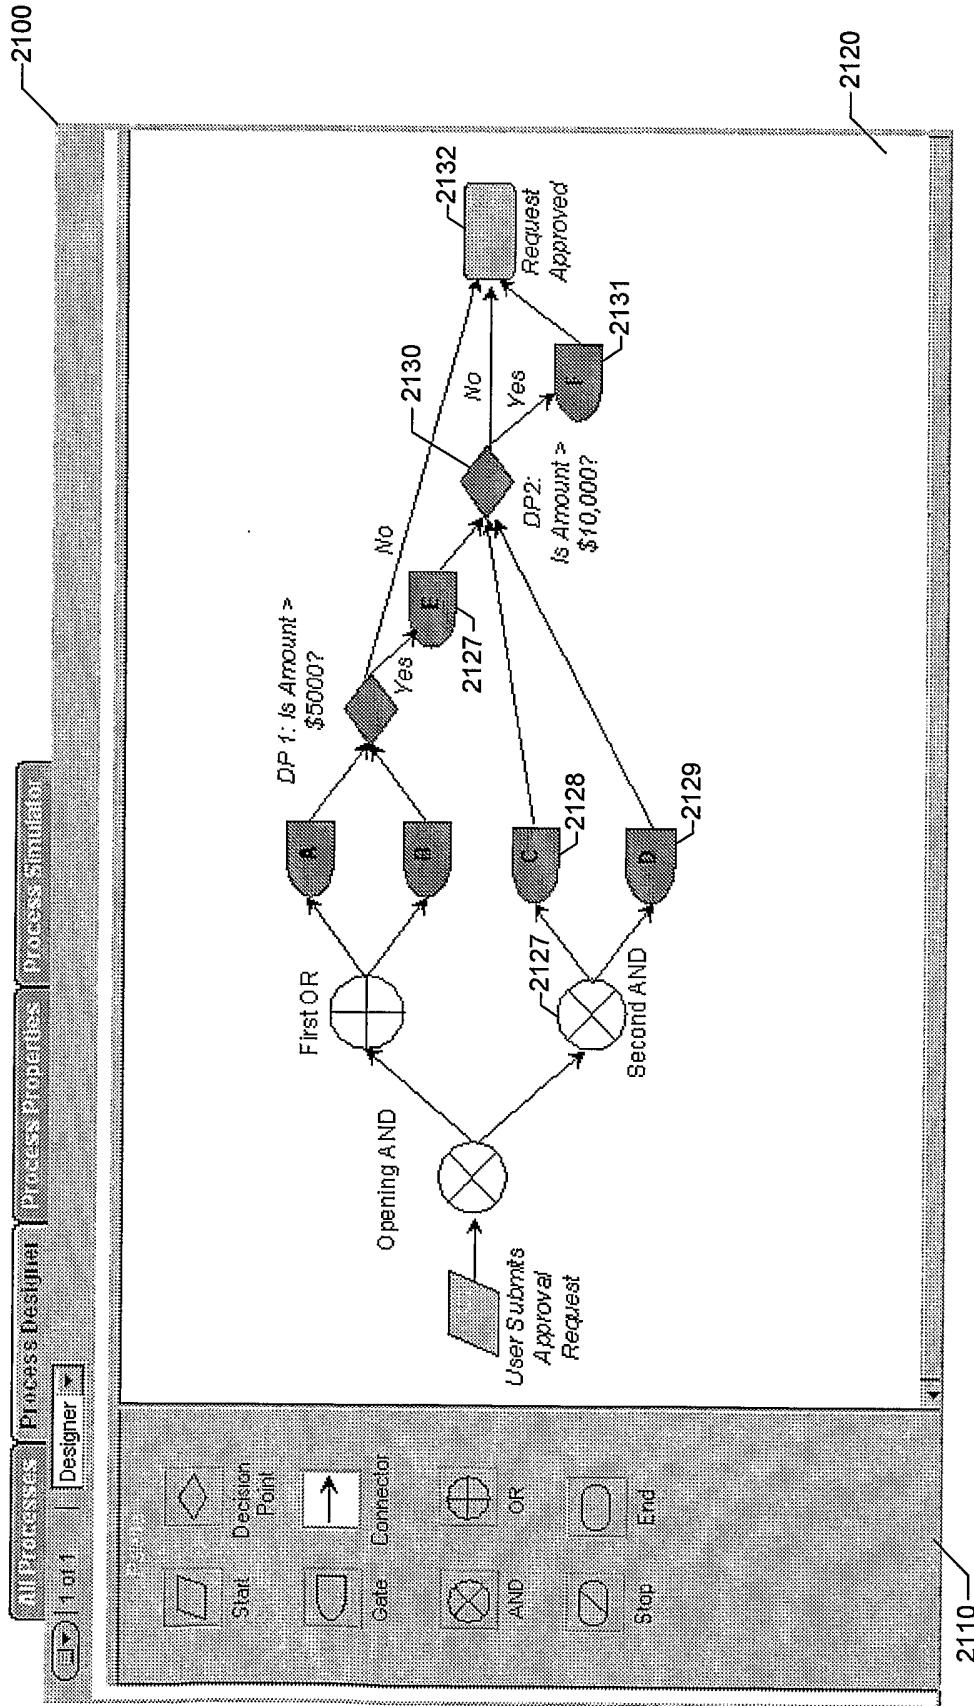 2100
All Processes
Process Designer
Process Properties
Process Simulator
1 of 1
Designer
Start
Decision
Point
Gate
Connector
AND
OR
Stop
End
2110
User Submits
Approval
Request
Opening AND
First OR
2127
Second AND
A
B
C
2128
D
2129
DP 1: Is Amount >
$5000?
No
Yes
E
2127
2130
DP2:
Is Amount >
$10,000?
No
Yes
F
2131
2132
Request
Approved
2120